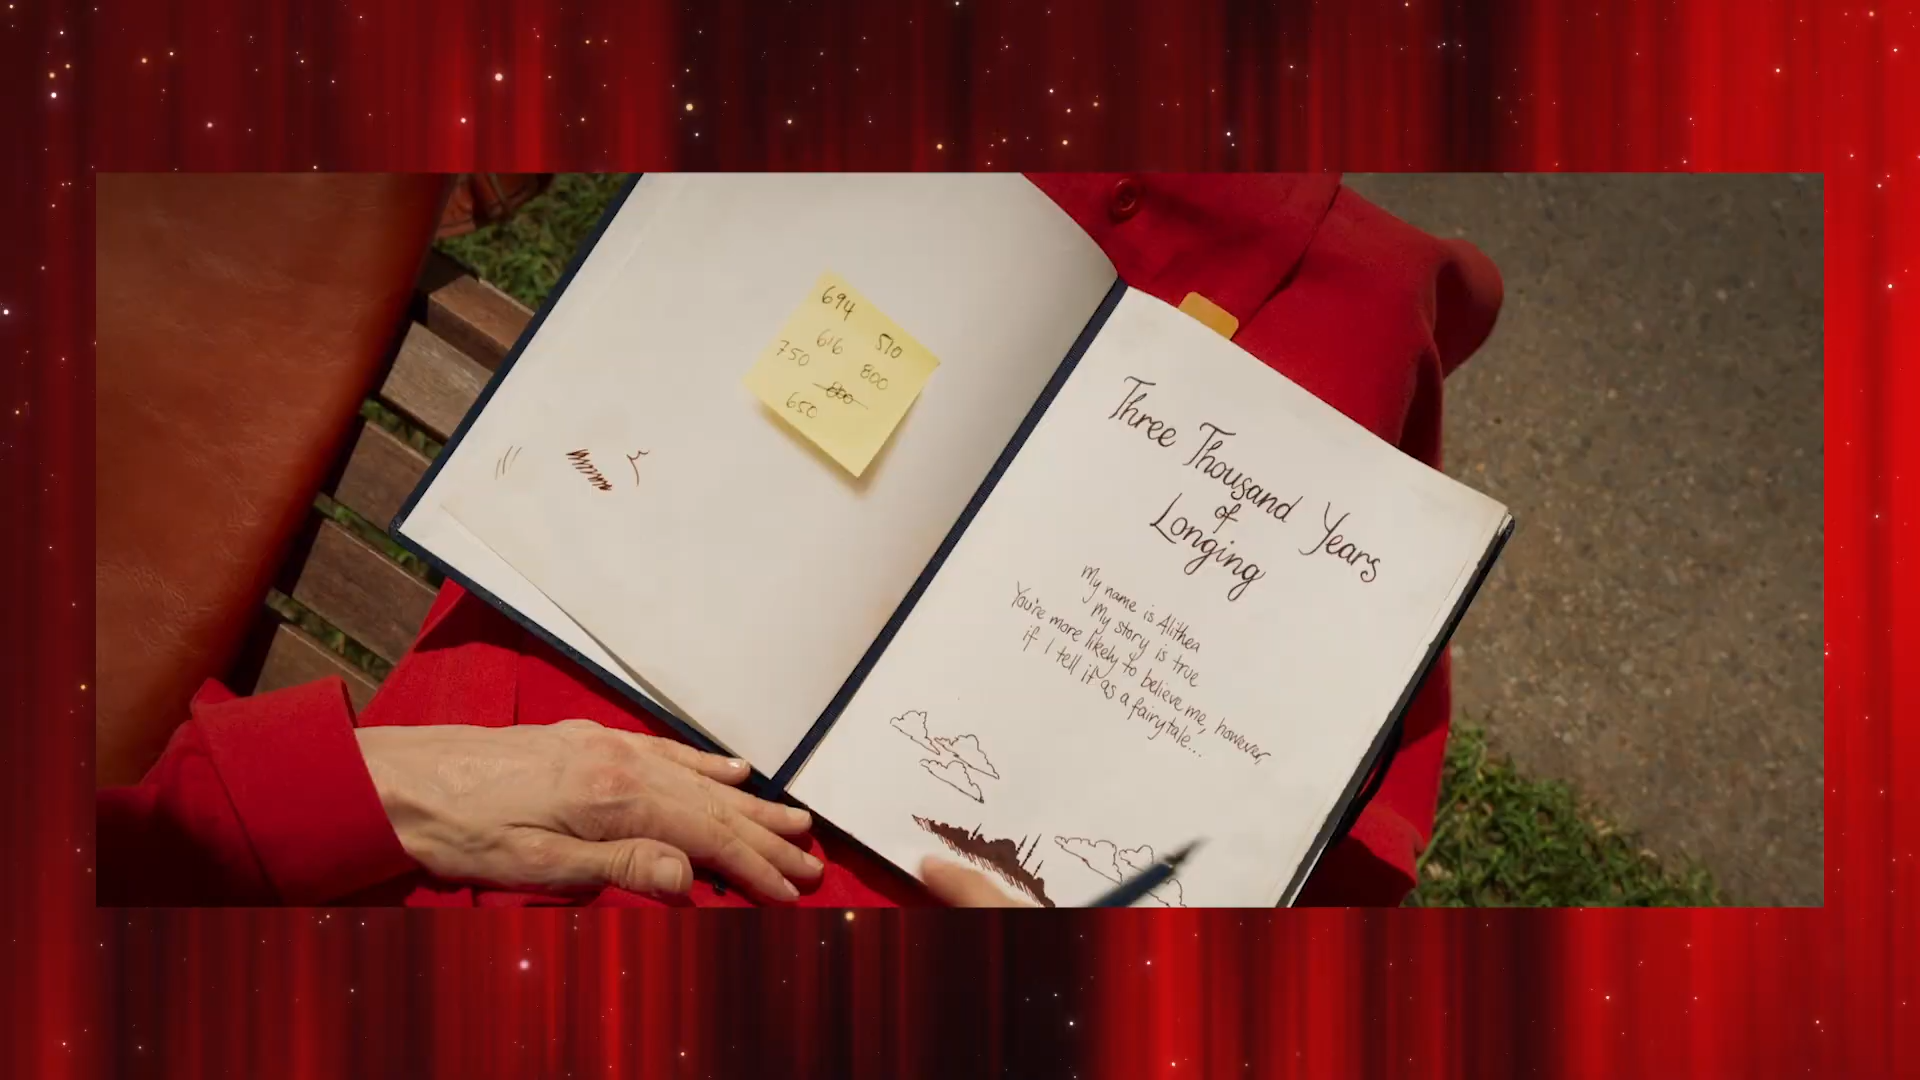 694
616 510
750 800
800
650
Three Thousand Years
of
Longing
My name is Alithea
My story is true
You're more likely to believe me, however,
if I tell it as a fairytale...